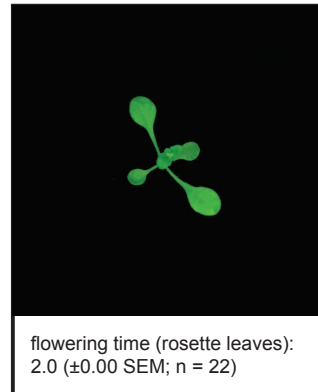 flowering time (rosette leaves):
2.0 (±0.00 SEM; n = 22)